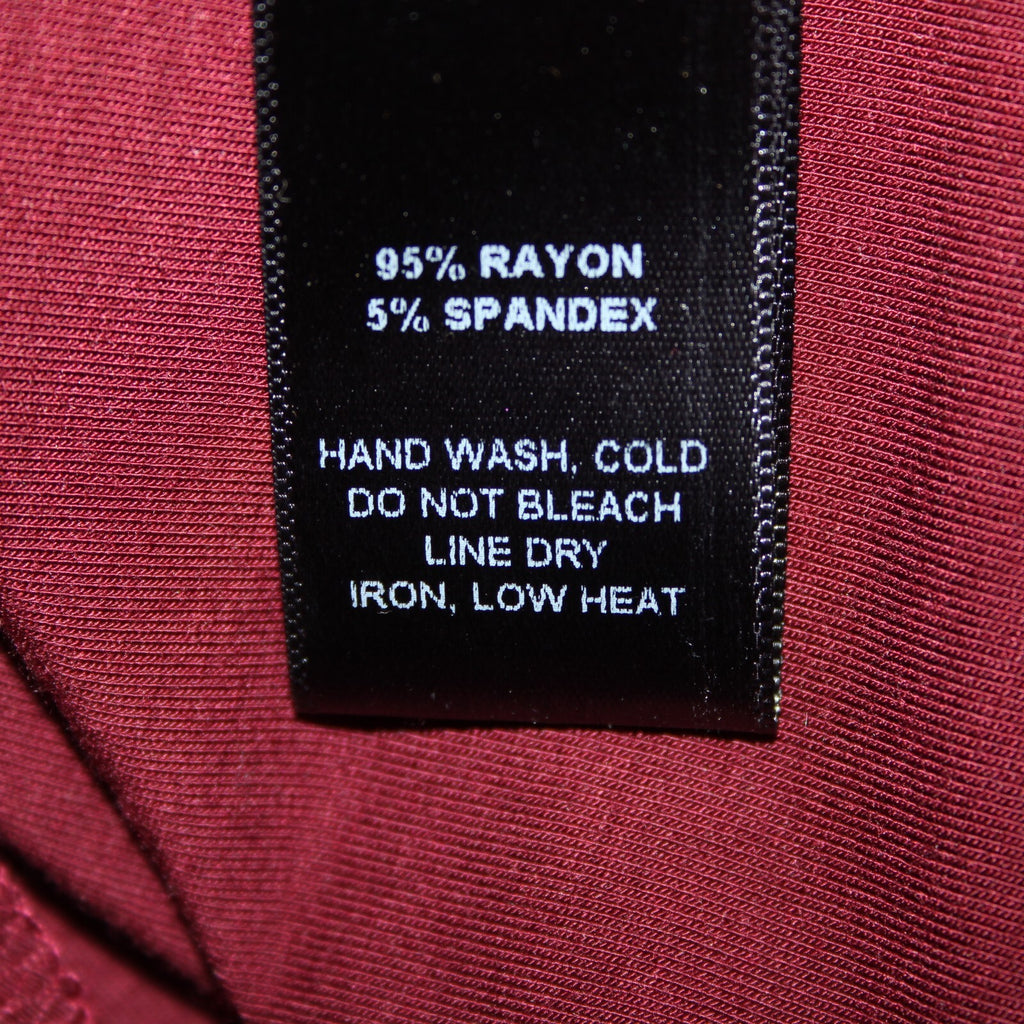 95% RAYON
5% SPANDEX
HAND WASH, COLD
DO NOT BLEACH
LINE DRY
IRON, LOW HEAT